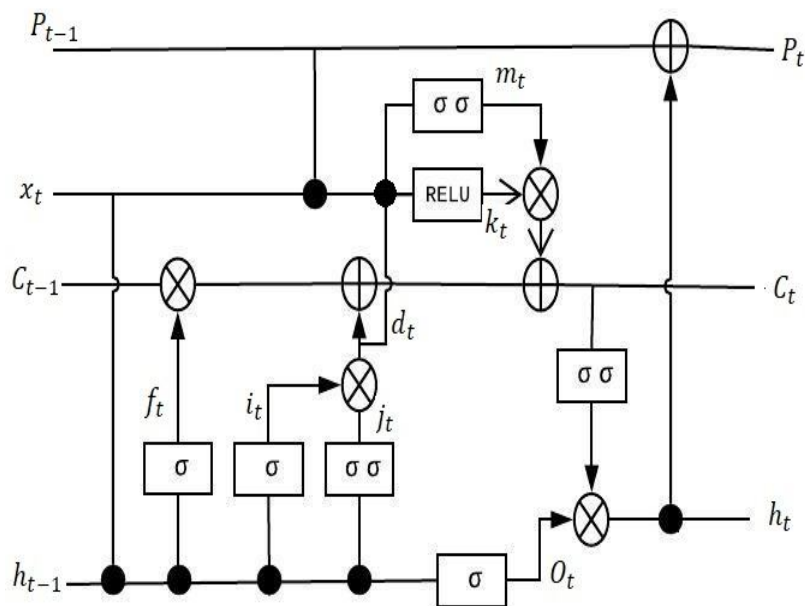 P_{t-1}
P_t
σ σ
m_t
x_t
RELU
k_t
C_{t-1}
C_t
d_t
σ σ
f_t
i_t
j_t
σ
σ
σ σ
h_t
h_{t-1}
σ
O_t